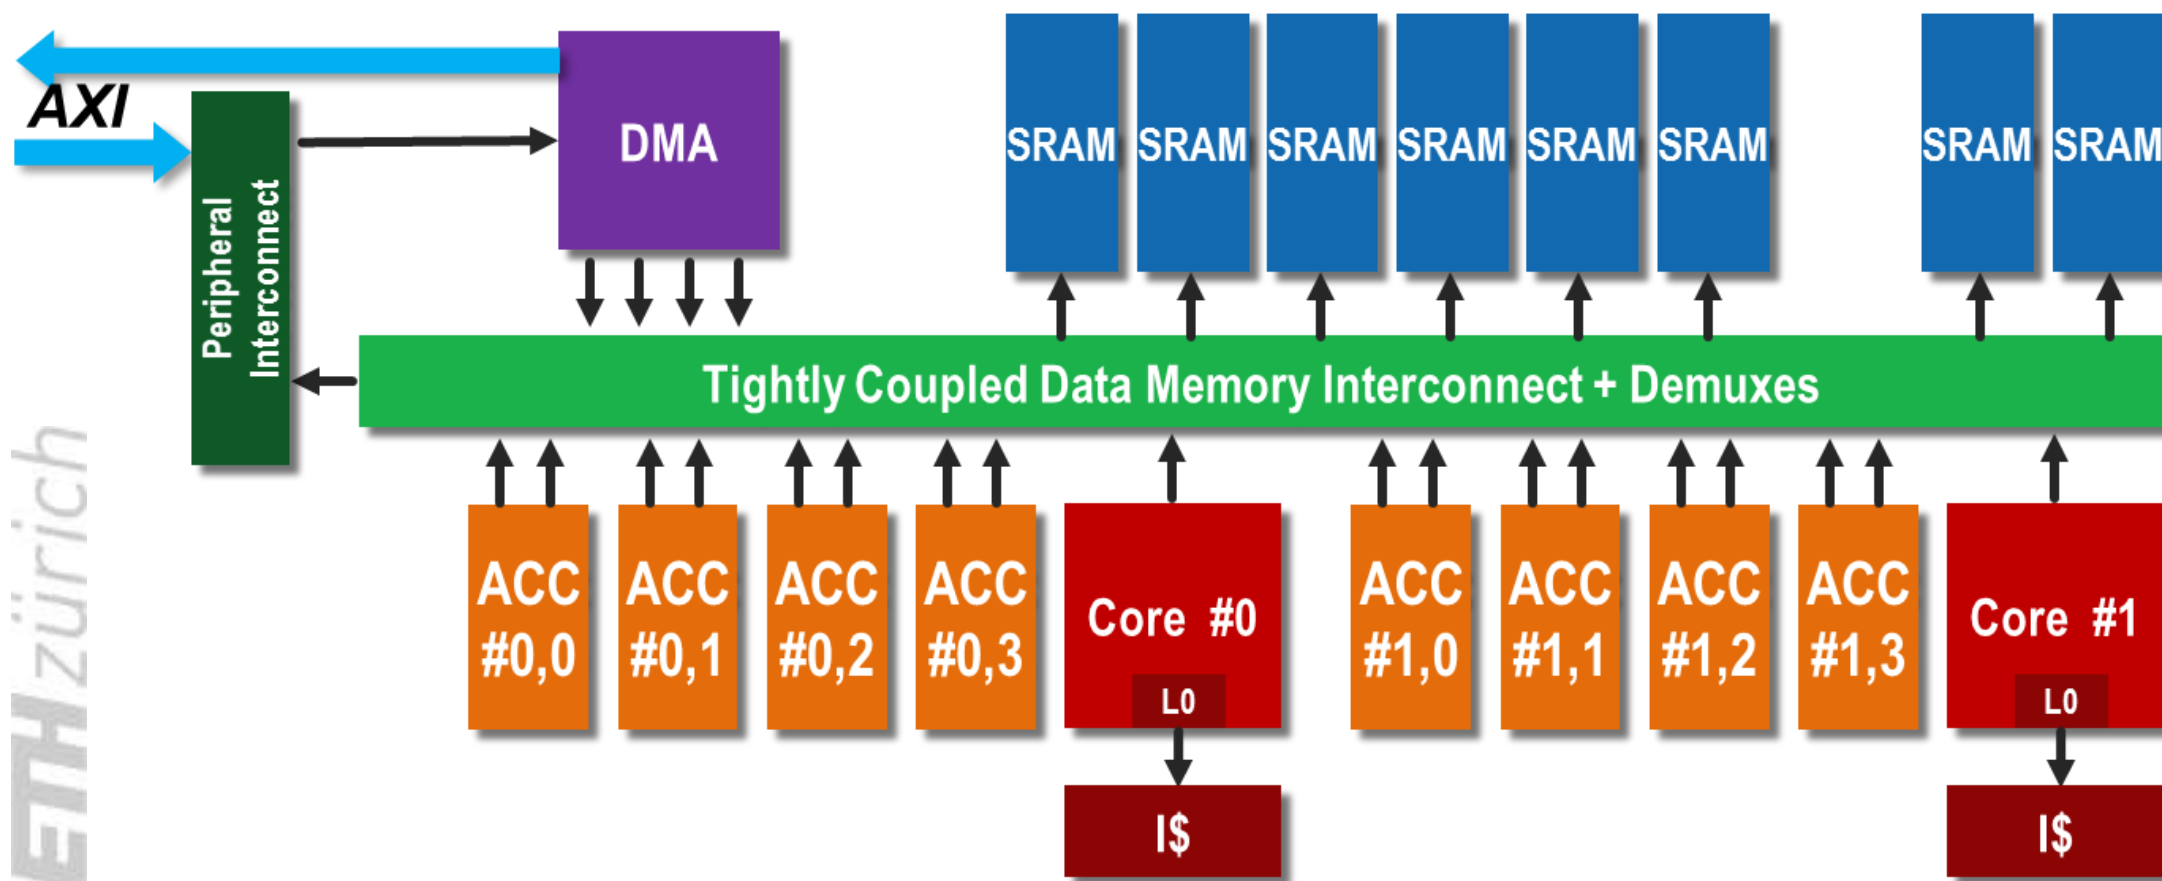 AXI
Peripheral
Interconnect
DMA
SRAM
SRAM
SRAM
SRAM
SRAM
SRAM
SRAM
SRAM
Tightly Coupled Data Memory Interconnect + Demuxes
ACC
#0,0
ACC
#0,1
ACC
#0,2
ACC
#0,3
Core #0
L0
I$
ACC
#1,0
ACC
#1,1
ACC
#1,2
ACC
#1,3
Core #1
L0
I$
ETHzürich